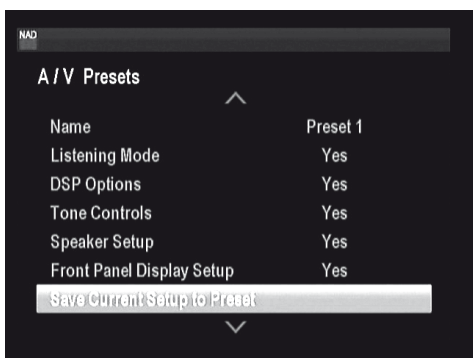 NAD
A / V Presets
Name Preset 1
Listening Mode Yes
DSP Options Yes
Tone Controls Yes
Speaker Setup Yes
Front Panel Display Setup Yes
Save Current Setup to Preset